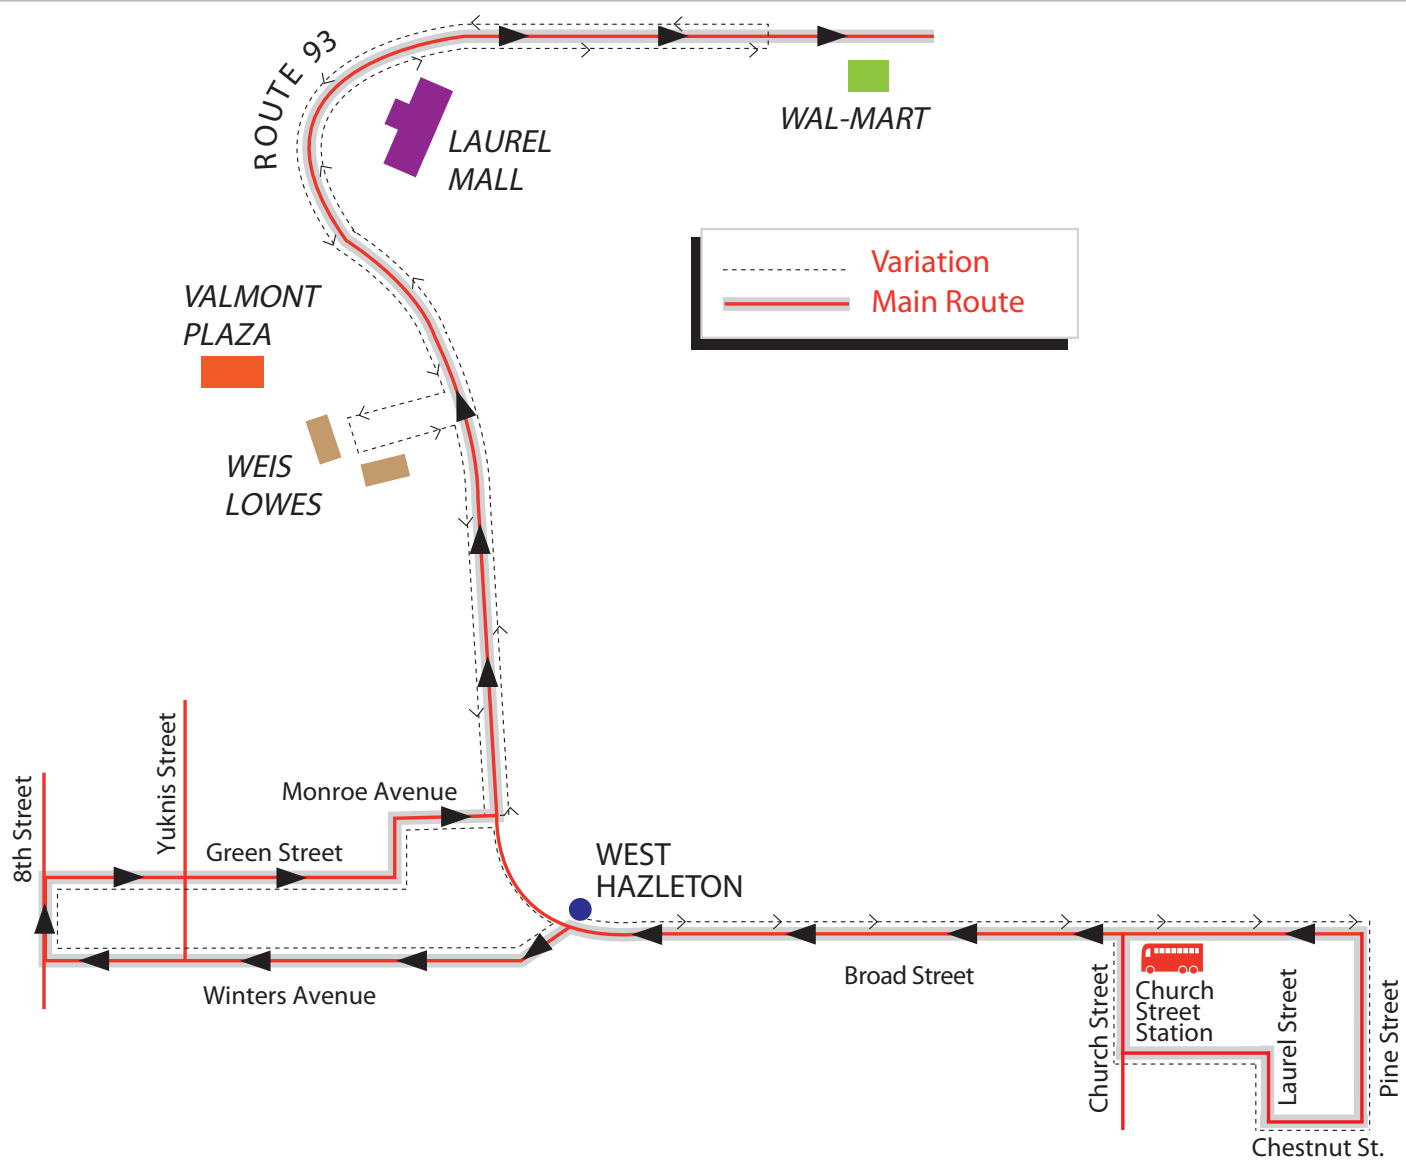 ROUTE 93
WAL-MART
LAUREL
MALL
Variation
Main Route
VALMONT
PLAZA
WEIS
LOWES
8th Street
Yuknis Street
Monroe Avenue
Green Street
Winters Avenue
WEST
HAZLETON
Broad Street
Church Street
Church
Street
Station
Laurel Street
Pine Street
Chestnut St.